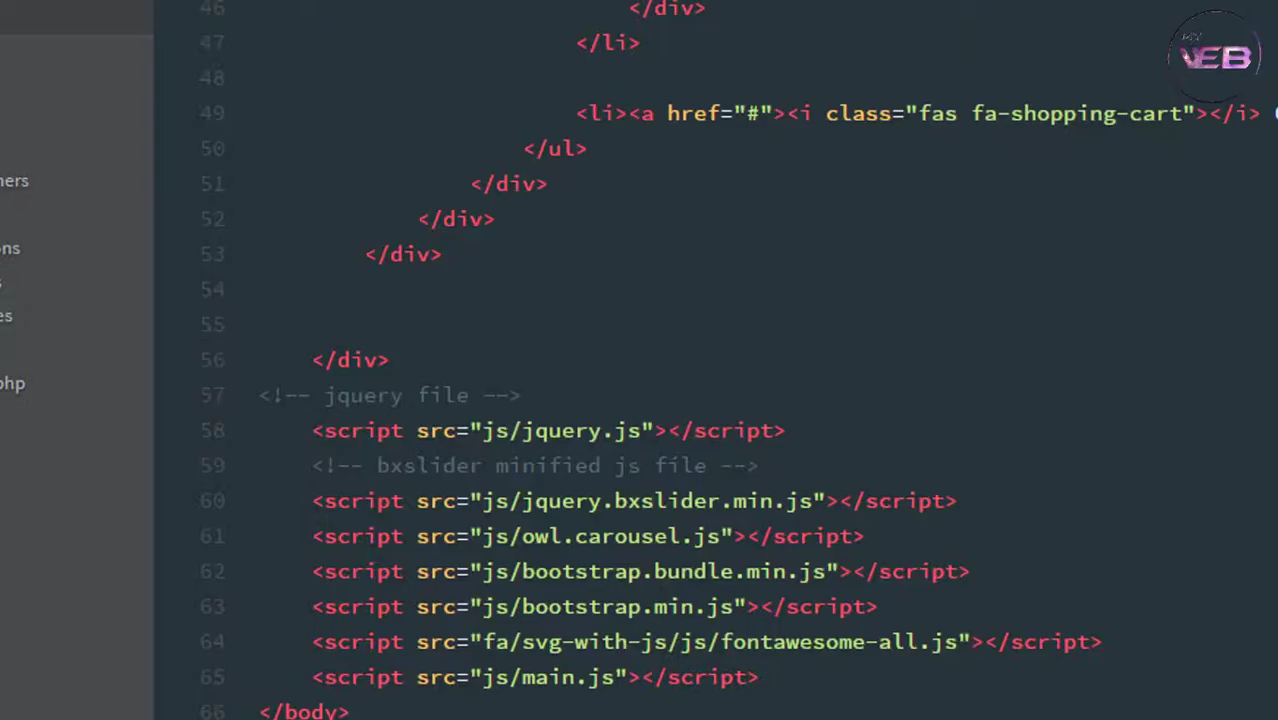 46 </div>
MY
WEB
47 </li>
48
49 <li><a href="#"><i class="fas fa-shopping-cart"></i>
50 </ul>
51 </div>
ners
52 </div>
ons
53 </div>
s
54
es
55
56 </div>
php
57 <!-- jquery file -->
58 <script src="js/jquery.js"></script>
59 <!-- bxslider minified js file -->
60 <script src="js/jquery.bxslider.min.js"></script>
61 <script src="js/owl.carousel.js"></script>
62 <script src="js/bootstrap.bundle.min.js"></script>
63 <script src="js/bootstrap.min.js"></script>
64 <script src="fa/svg-with-js/js/fontawesome-all.js"></script>
65 <script src="js/main.js"></script>
66 </body>